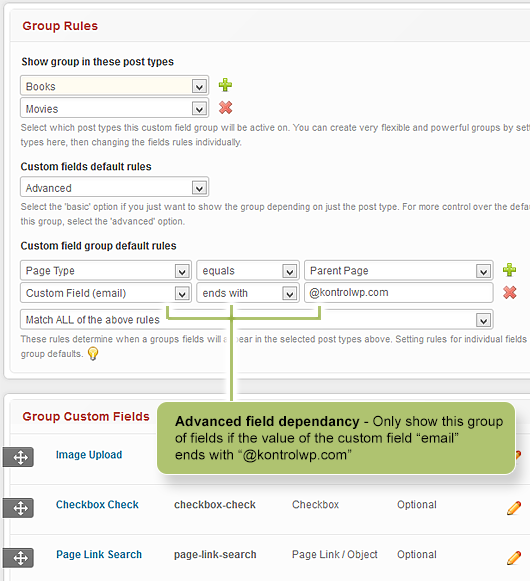 Group Rules
Show group in these post types
Books
Movies
Select which post types this custom field group will be active on. You can create very flexible and powerful groups by
types here, then changing the fields rules individually.
Custom fields default rules
Advanced
Select the 'basic' option if you just want to show the group depending on just the post type. For more control over the
this group, select the 'advanced' option.
Custom field group default rules
Page Type equals Parent Page
Custom Field (email) ends with @kontrolwp.com
Match ALL of the above rules
These rules determine when a groups fields will in the selected post types above. Setting rules for individual fields
group defaults.
Advanced field dependancy - Only show this group
of fields if the value of the custom field “email”
ends with “@kontrolwp.com”
Group Custom Fields
Image Upload
Checkbox Check checkbox-check Checkbox Optional
Page Link Search page-link-search Page Link / Object Optional